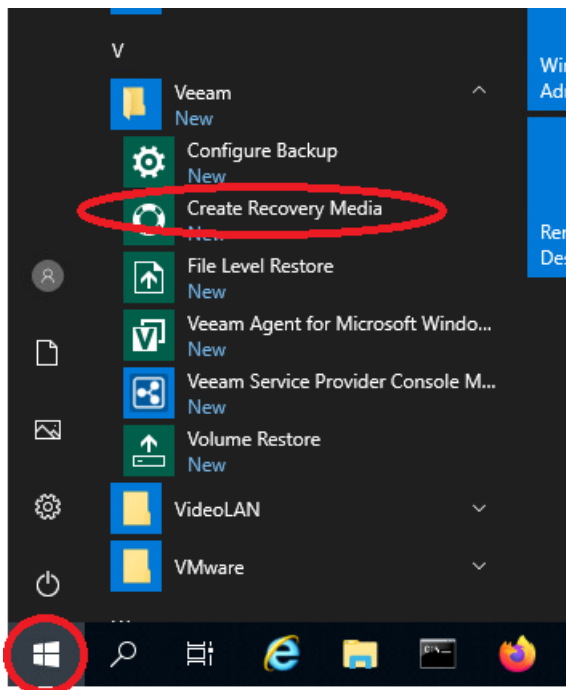 V
Veeam
New
Configure Backup
New
Create Recovery Media
New
File Level Restore
New
Veeam Agent for Microsoft Windo...
New
Veeam Service Provider Console M...
New
Volume Restore
New
VideoLAN
VMware